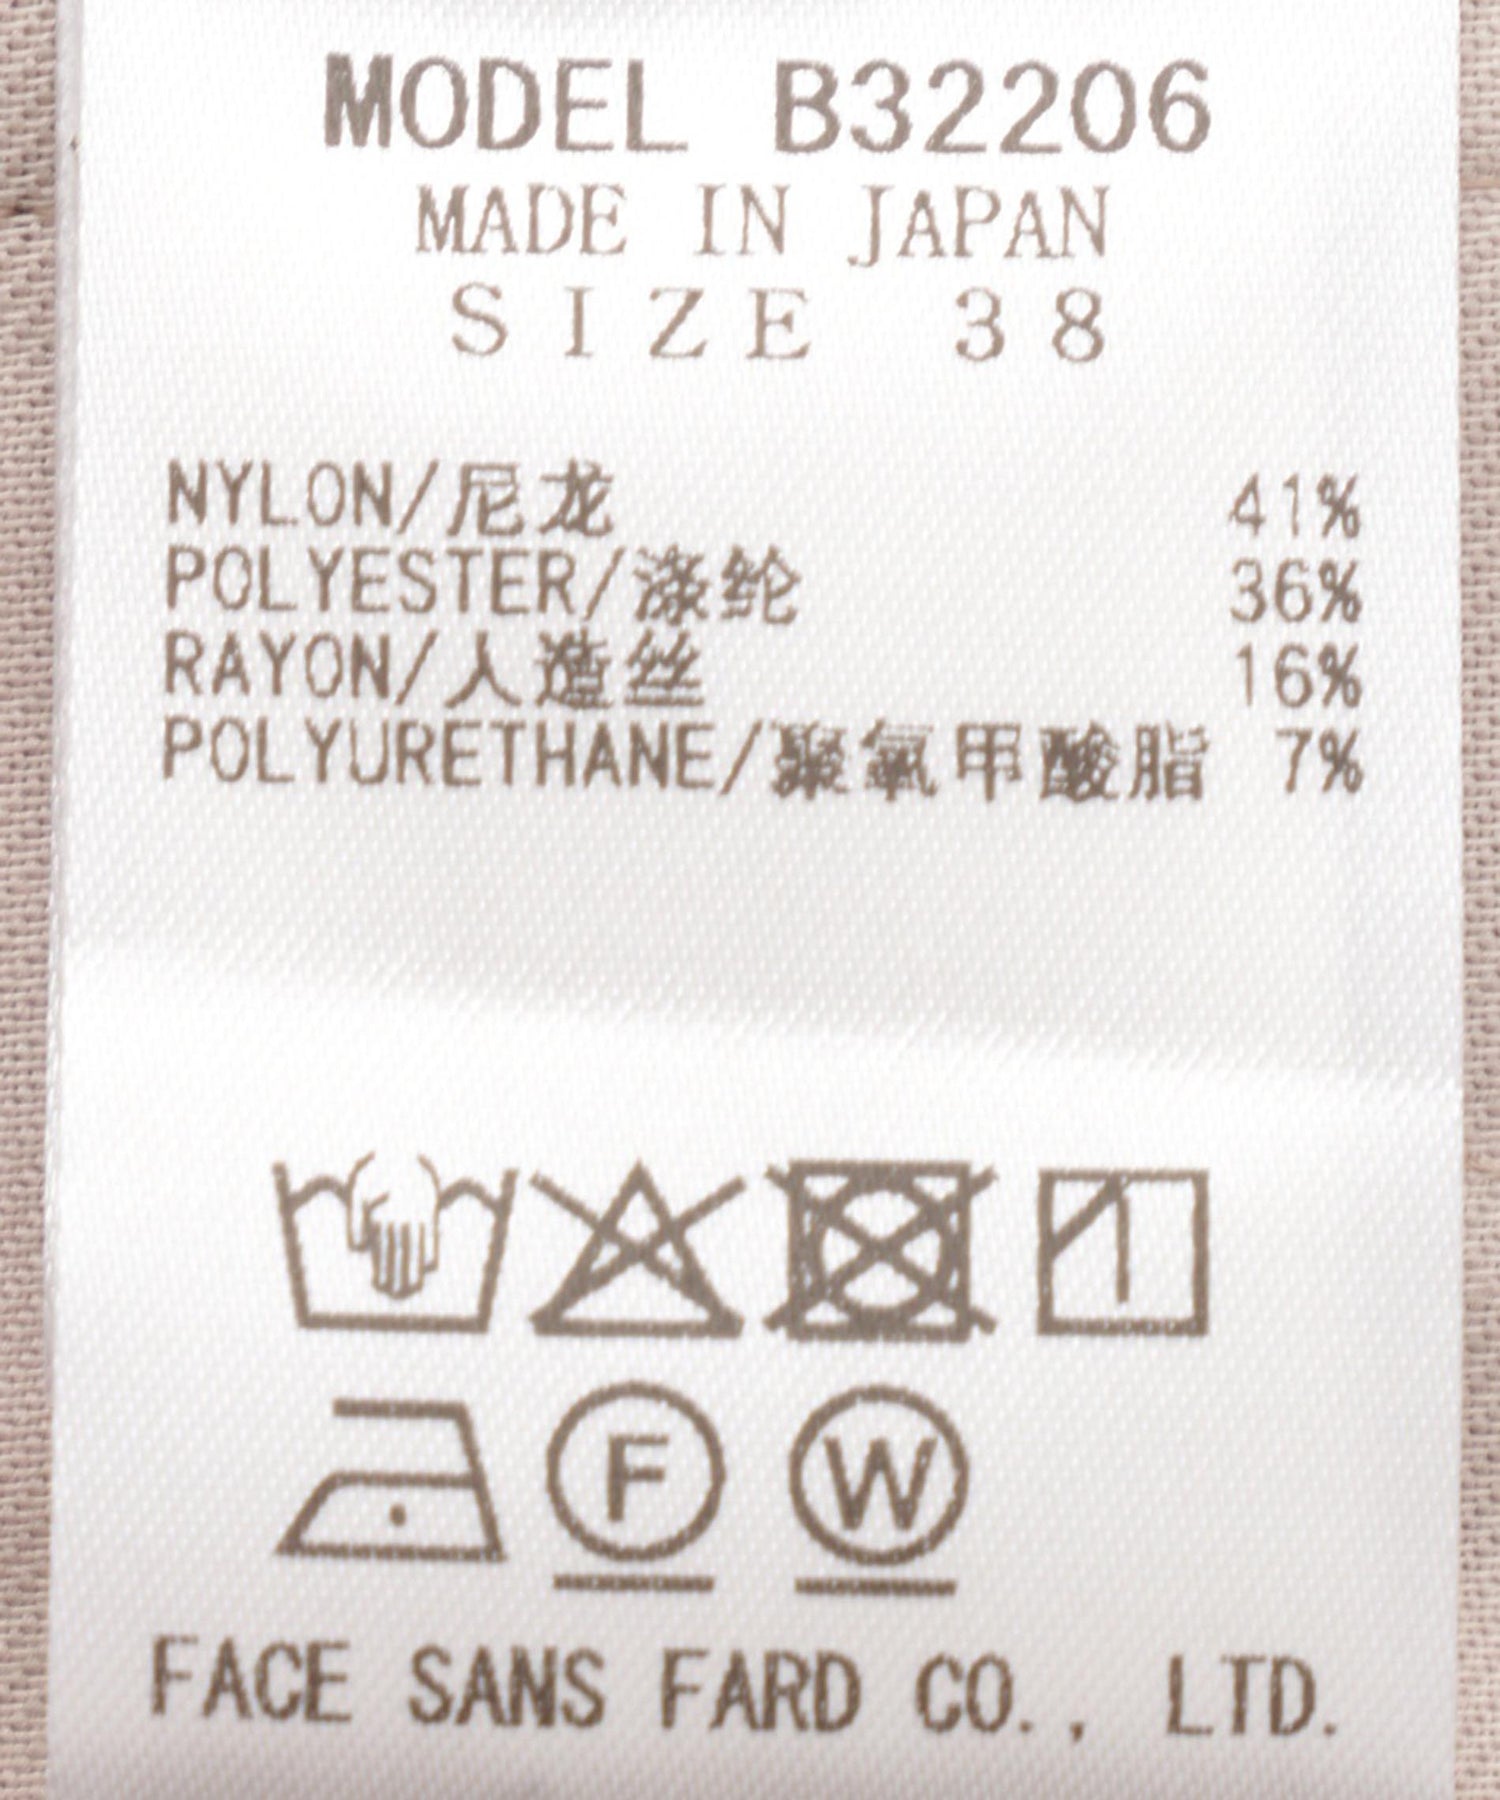 MODEL B32206
MADE IN JAPAN
SIZE 38
NYLON/尼龙 41%
POLYESTER/涤纶 36%
RAYON/人造丝 16%
POLYURETHANE/聚氨甲酸脂 7%
F W
FACE SANS FARD CO., LTD.